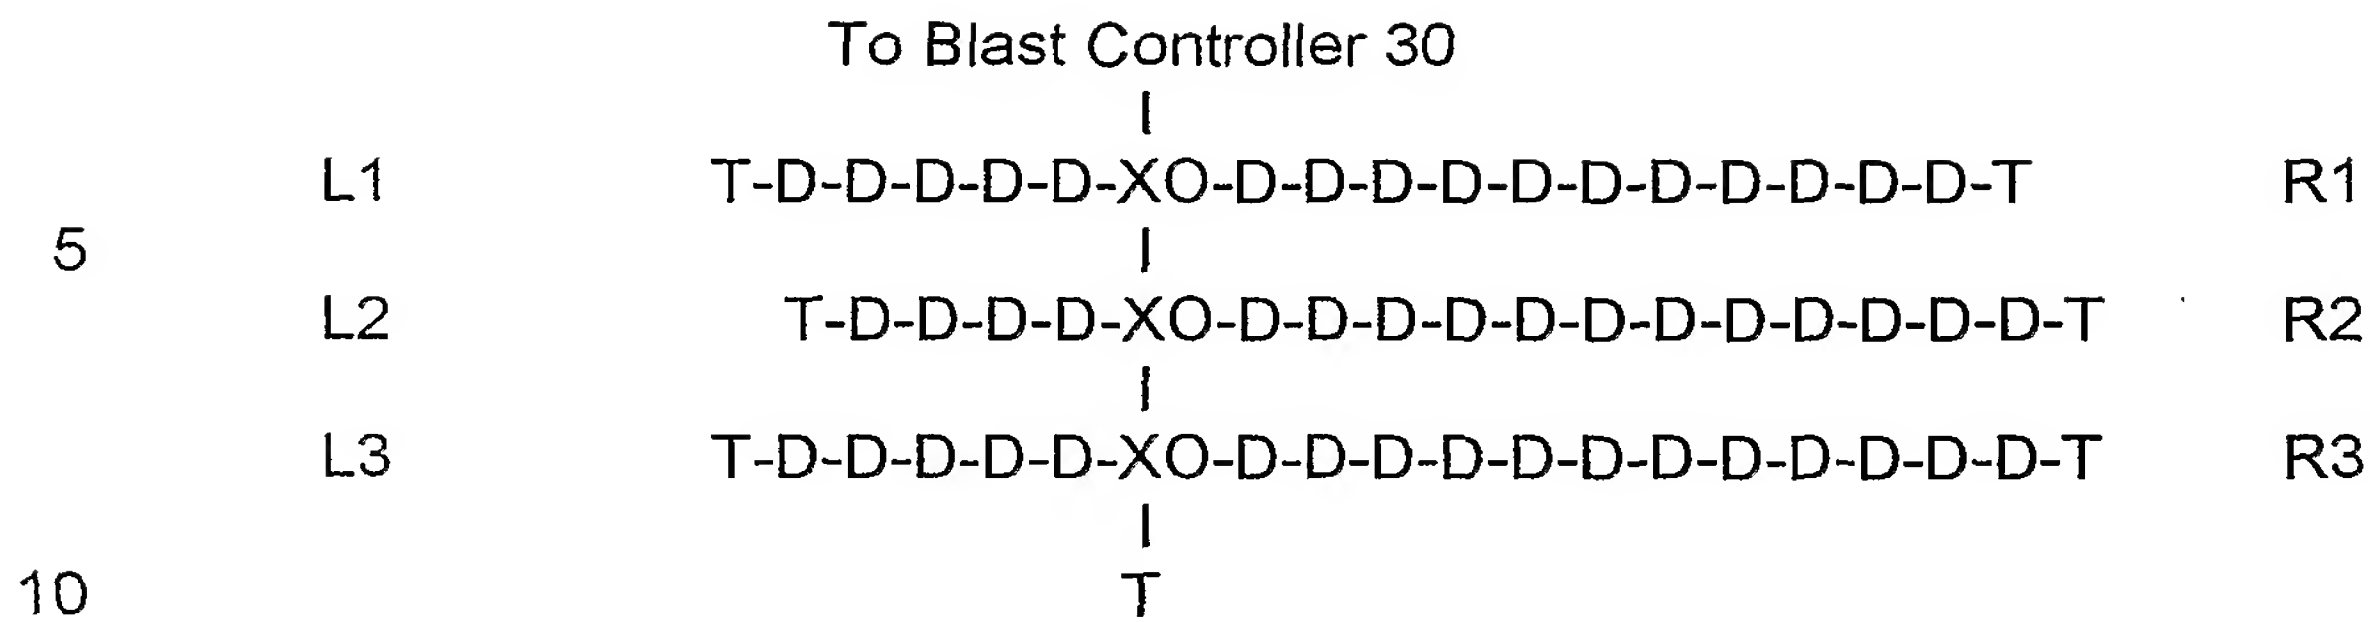 To Blast Controller 30
|
L1 T-D-D-D-D-D-XO-D-D-D-D-D-D-D-D-D-D-D-T R1
5 |
L2 T-D-D-D-D-XO-D-D-D-D-D-D-D-D-D-D-D-D-T R2
|
L3 T-D-D-D-D-D-XO-D-D-D-D-D-D-D-D-D-D-D-D-T R3
|
10 T